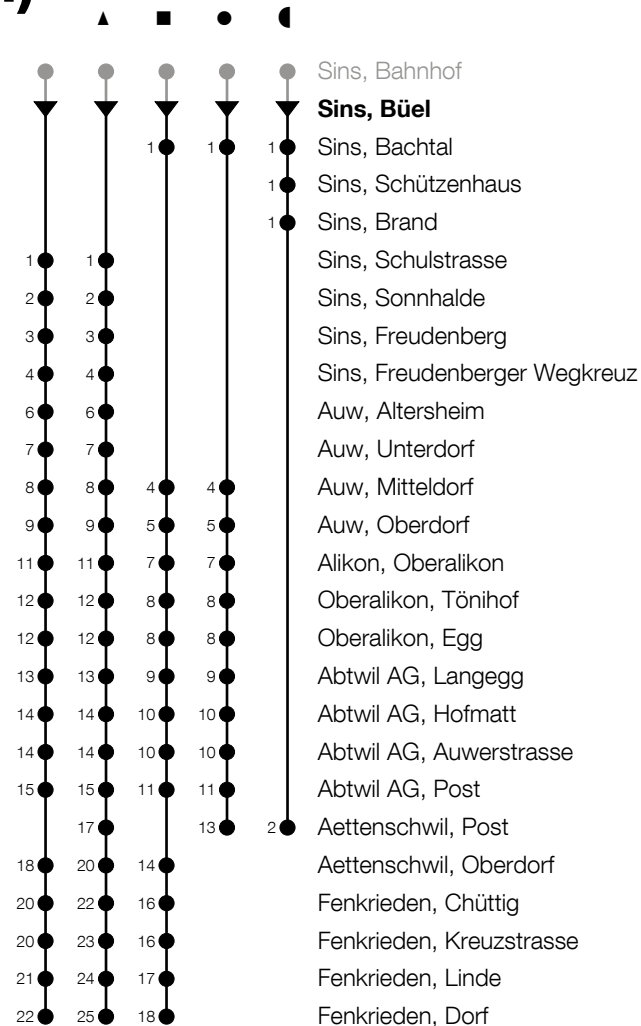 )
Sins, Bahnhof
Sins, Büel
1 1 1 Sins, Bachtal
1 Sins, Schützenhaus
1 Sins, Brand
1 1 Sins, Schulstrasse
2 2 Sins, Sonnhalde
3 3 Sins, Freudenberg
4 4 Sins, Freudenberger Wegkreuz
6 6 Auw, Altersheim
7 7 Auw, Unterdorf
8 8 4 4 Auw, Mitteldorf
9 9 5 5 Auw, Oberdorf
11 11 7 7 Alikon, Oberalikon
12 12 8 8 Oberalikon, Tönihof
12 12 8 8 Oberalikon, Egg
13 13 9 9 Abtwil AG, Langegg
14 14 10 10 Abtwil AG, Hofmatt
14 14 10 10 Abtwil AG, Auwerstrasse
15 15 11 11 Abtwil AG, Post
17 13 2 Aettenschwil, Post
18 20 14 Aettenschwil, Oberdorf
20 22 16 Fenkrieden, Chüttig
20 23 16 Fenkrieden, Kreuzstrasse
21 24 17 Fenkrieden, Linde
22 25 18 Fenkrieden, Dorf